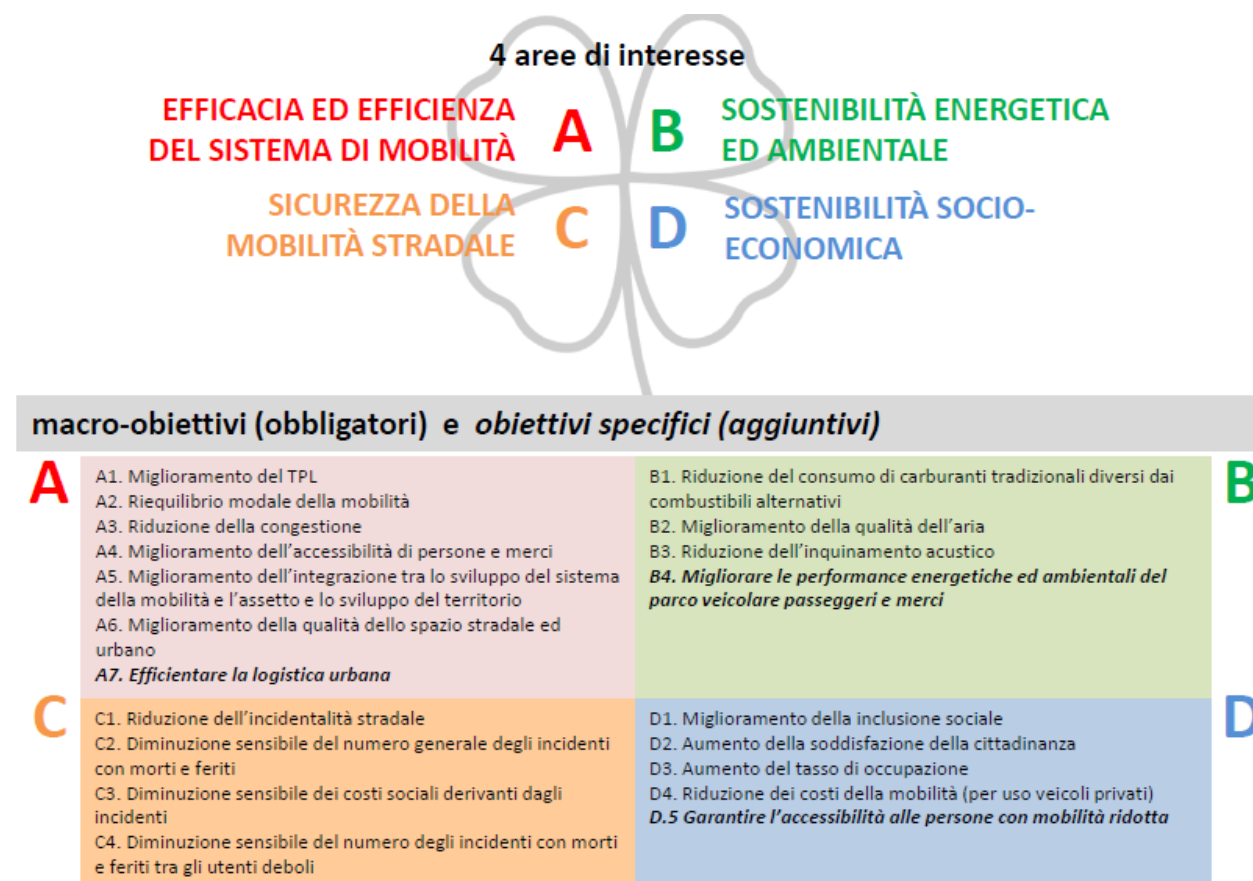 4 aree di interesse
EFFICACIA ED EFFICIENZA
DEL SISTEMA DI MOBILITÀ
A
B
SOSTENIBILITÀ ENERGETICA
ED AMBIENTALE
SICUREZZA DELLA
MOBILITÀ STRADALE
C
D
SOSTENIBILITÀ SOCIO-
ECONOMICA
macro-obiettivi (obbligatori) e obiettivi specifici (aggiuntivi)
A
A1. Miglioramento del TPL
A2. Riequilibrio modale della mobilità
A3. Riduzione della congestione
A4. Miglioramento dell'accessibilità di persone e merci
A5. Miglioramento dell'integrazione tra lo sviluppo del sistema
della mobilità e l'assetto e lo sviluppo del territorio
A6. Miglioramento della qualità dello spazio stradale ed
urbano
A7. Efficientare la logistica urbana
B1. Riduzione del consumo di carburanti tradizionali diversi dai
combustibili alternativi
B2. Miglioramento della qualità dell'aria
B3. Riduzione dell'inquinamento acustico
B4. Migliorare le performance energetiche ed ambientali del
parco veicolare passeggeri e merci
B
C
C1. Riduzione dell'incidentalità stradale
C2. Diminuzione sensibile del numero generale degli incidenti
con morti e feriti
C3. Diminuzione sensibile dei costi sociali derivanti dagli
incidenti
C4. Diminuzione sensibile del numero degli incidenti con morti
e feriti tra gli utenti deboli
D1. Miglioramento della inclusione sociale
D2. Aumento della soddisfazione della cittadinanza
D3. Aumento del tasso di occupazione
D4. Riduzione dei costi della mobilità (per uso veicoli privati)
D.5 Garantire l'accessibilità alle persone con mobilità ridotta
D